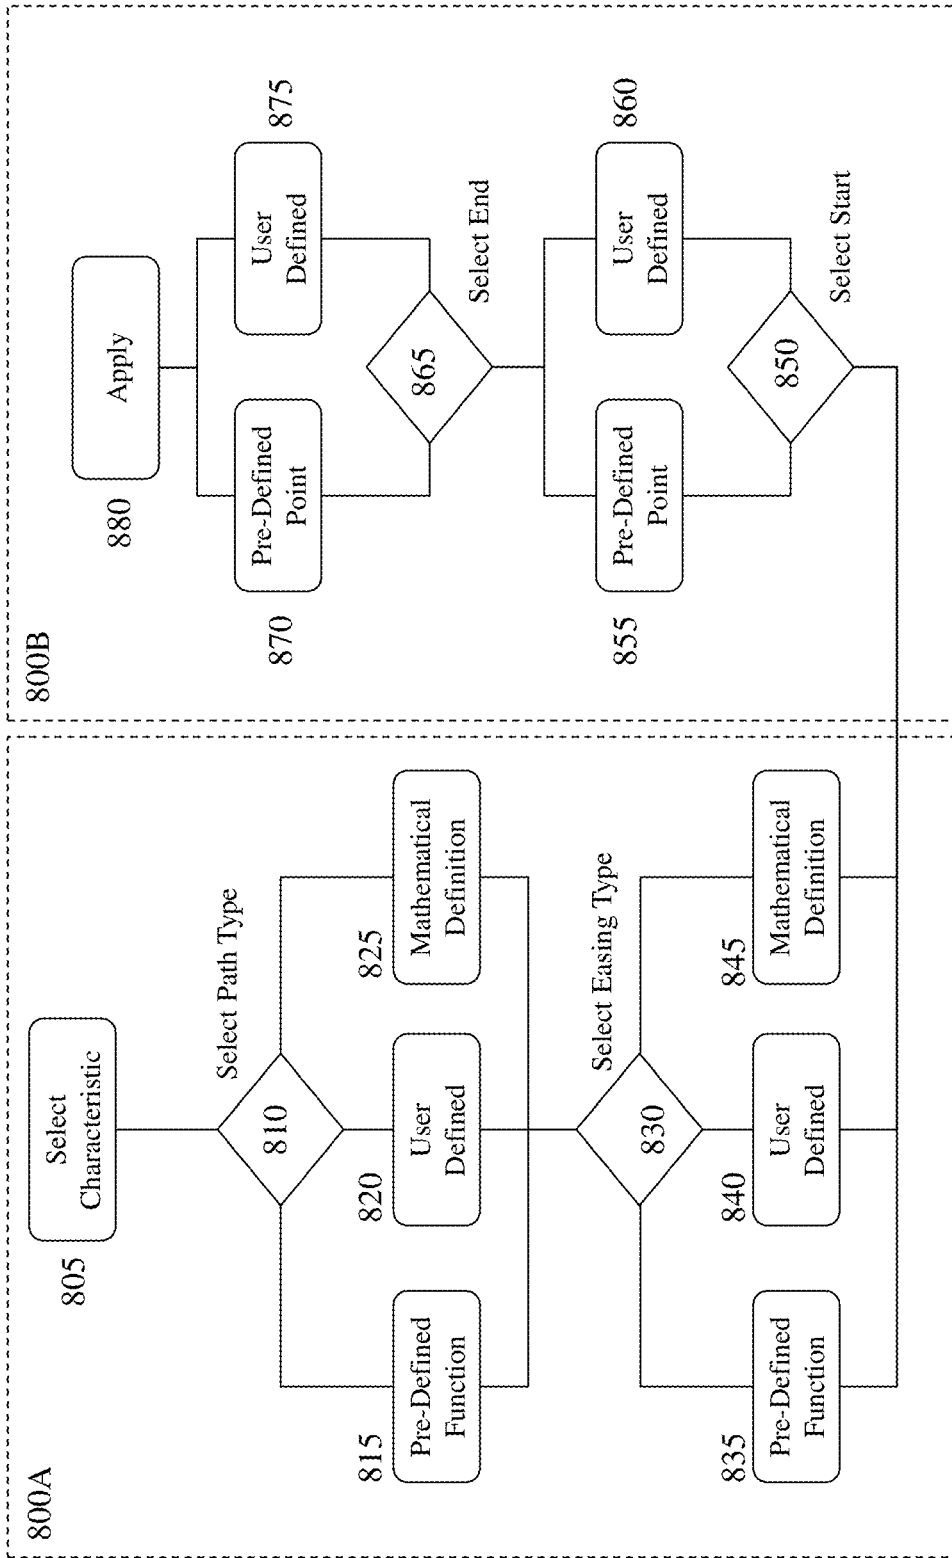 800A
805
Select
Characteristic
Select Path Type
810
815
Pre-Defined
Function
820
User
Defined
825
Mathematical
Definition
Select Easing Type
830
835
Pre-Defined
Function
840
User
Defined
845
Mathematical
Definition
800B
880
Apply
870
Pre-Defined
Point
User
Defined
875
865
Select End
855
Pre-Defined
Point
User
Defined
860
850
Select Start